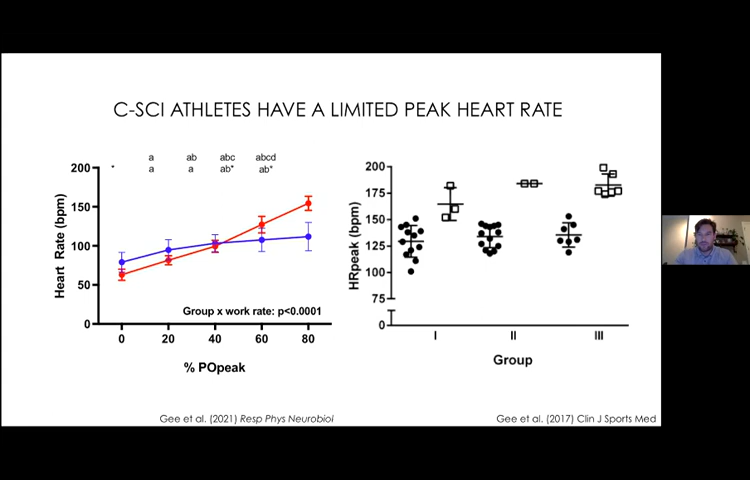 C-SCI ATHLETES HAVE A LIMITED PEAK HEART RATE
a ab abc abcd
* a a ab* ab*
200
150
100
50
0
Heart Rate (bpm)
Group x work rate: p<0.0001
0 20 40 60 80
% POpeak
200
175
150
125
100
75
0
HRpeak (bpm)
I II III
Group
Gee et al. (2021) Resp Phys Neurobiol
Gee et al. (2017) Clin J Sports Med